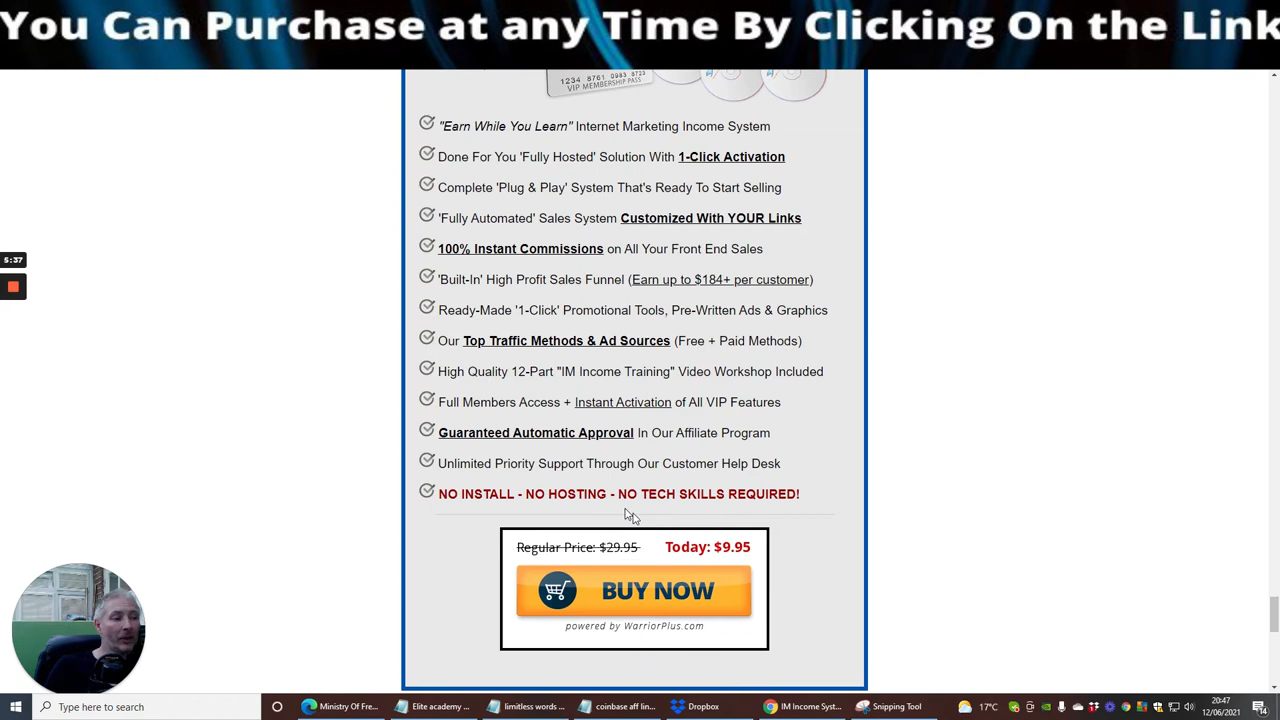 You Can Purchase at any Time By Clicking On the Link
1234 8761 0983 8723
VIP MEMBERSHIP PASS
"Earn While You Learn" Internet Marketing Income System
Done For You 'Fully Hosted' Solution With 1-Click Activation
Complete 'Plug & Play' System That's Ready To Start Selling
'Fully Automated' Sales System Customized With YOUR Links
100% Instant Commissions on All Your Front End Sales
'Built-In' High Profit Sales Funnel (Earn up to $184+ per customer)
Ready-Made '1-Click' Promotional Tools, Pre-Written Ads & Graphics
Our Top Traffic Methods & Ad Sources (Free + Paid Methods)
High Quality 12-Part "IM Income Training" Video Workshop Included
Full Members Access + Instant Activation of All VIP Features
Guaranteed Automatic Approval In Our Affiliate Program
Unlimited Priority Support Through Our Customer Help Desk
NO INSTALL - NO HOSTING - NO TECH SKILLS REQUIRED!
5:37
Regular Price: $29.95 Today: $9.95
BUY NOW
powered by WarriorPlus.com
Type here to search
Ministry Of Fre...
Elite academy ...
limitless words ...
coinbase aff lin...
Dropbox
IM Income Syst...
Snipping Tool
17°C
20:47
12/06/2021
14